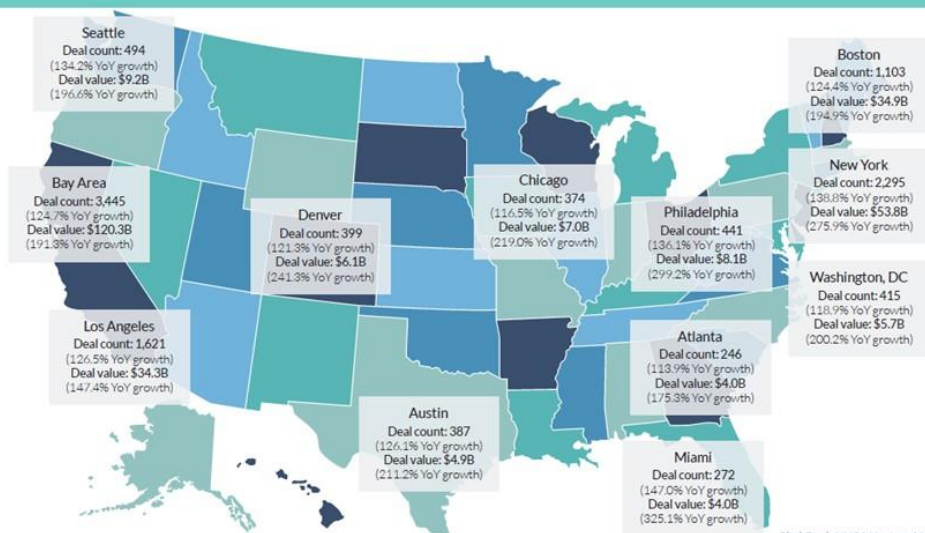 Seattle
Deal count: 494
(134.2% YoY growth)
Deal value: $9.2B
(196.6% YoY growth)
Boston
Deal count: 1,103
(124.4% YoY growth)
Deal value: $34.9B
(194.9% YoY growth)
Bay Area
Deal count: 3,445
(124.7% YoY growth)
Deal value: $120.3B
(191.3% YoY growth)
Denver
Deal count: 399
(121.3% YoY growth)
Deal value: $6.1B
(241.3% YoY growth)
Chicago
Deal count: 374
(116.5% YoY growth)
Deal value: $7.0B
(219.0% YoY growth)
Philadelphia
Deal count: 441
(136.1% YoY growth)
Deal value: $8.1B
(299.2% YoY growth)
New York
Deal count: 2,295
(138.8% YoY growth)
Deal value: $53.8B
(275.9% YoY growth)
Washington, DC
Deal count: 415
(118.9% YoY growth)
Deal value: $5.7B
(200.2% YoY growth)
Los Angeles
Deal count: 1,621
(126.5% YoY growth)
Deal value: $34.3B
(147.4% YoY growth)
Atlanta
Deal count: 246
(113.9% YoY growth)
Deal value: $4.0B
(175.3% YoY growth)
Austin
Deal count: 387
(126.1% YoY growth)
Deal value: $4.9B
(211.2% YoY growth)
Miami
Deal count: 272
(147.0% YoY growth)
Deal value: $4.0B
(325.1% YoY growth)